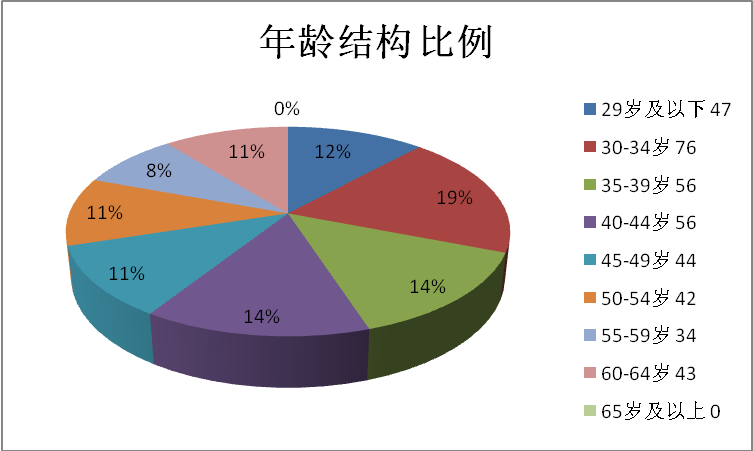 年龄结构比例
0%
12%
19%
14%
14%
11%
11%
8%
11%
29岁及以下 47
30-34岁 76
35-39岁 56
40-44岁 56
45-49岁 44
50-54岁 42
55-59岁 34
60-64岁 43
65岁及以上 0